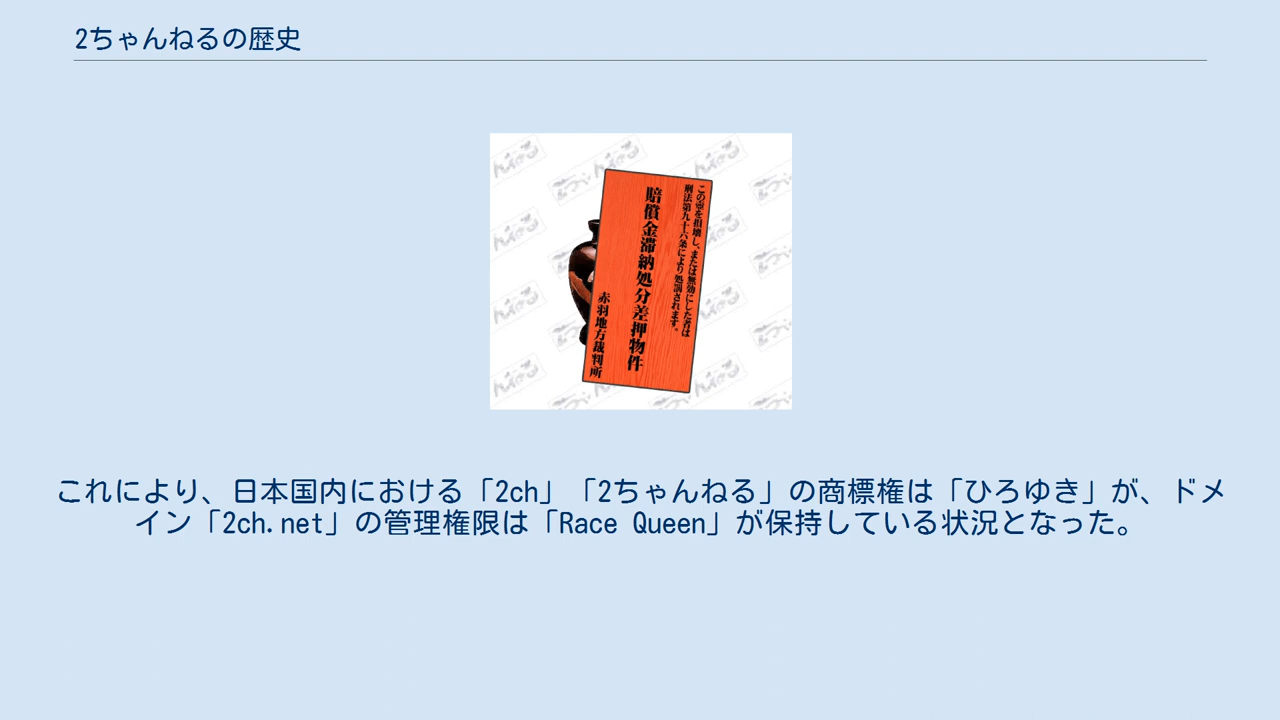 2ちゃんねるの歴史
この壺を損壊し、または無効にした者は
刑法第九十六条により処罰されます。
賠償金滞納処分差押物件
赤羽地方裁判所
これにより、日本国内における「2ch」「2ちゃんねる」の商標権は「ひろゆき」が、ドメ
イン「2ch.net」の管理権限は「Race Queen」が保持している状況となった。